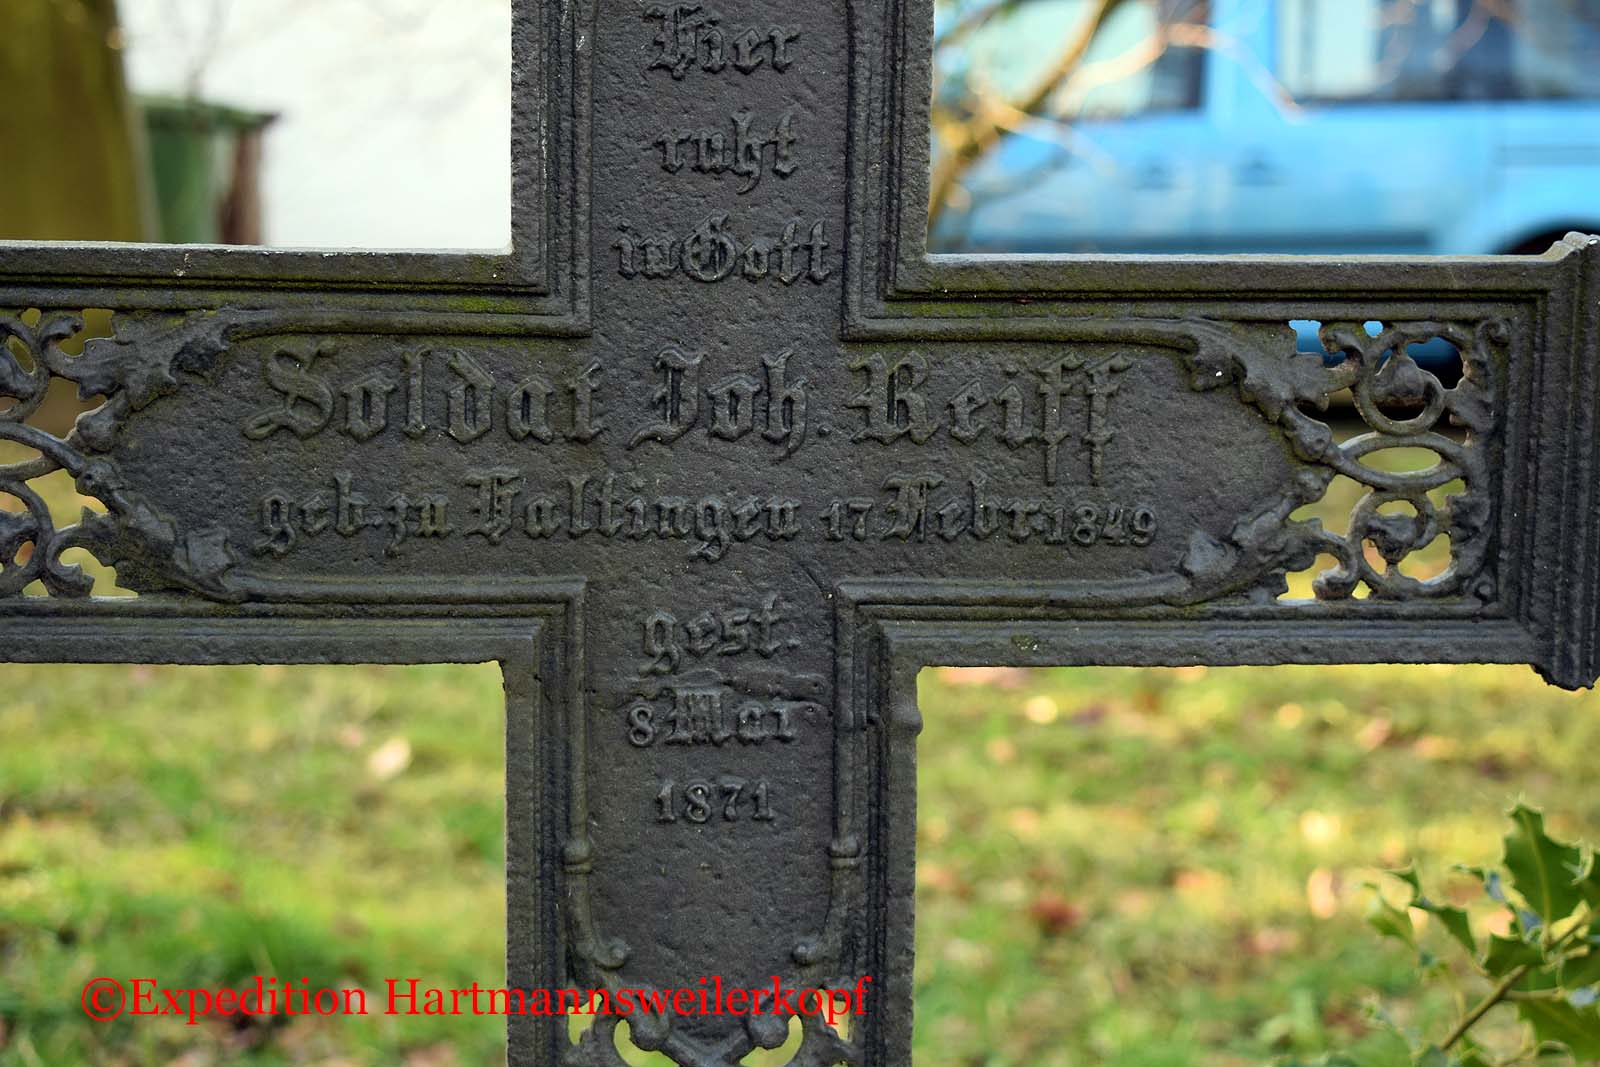 Hier
ruht
in Gott
Soldat Joh. Reiff
geb. zu Haltingen 17 Febr. 1849
gest.
8 Mai
1871
©Expedition Hartmannsweilerkopf